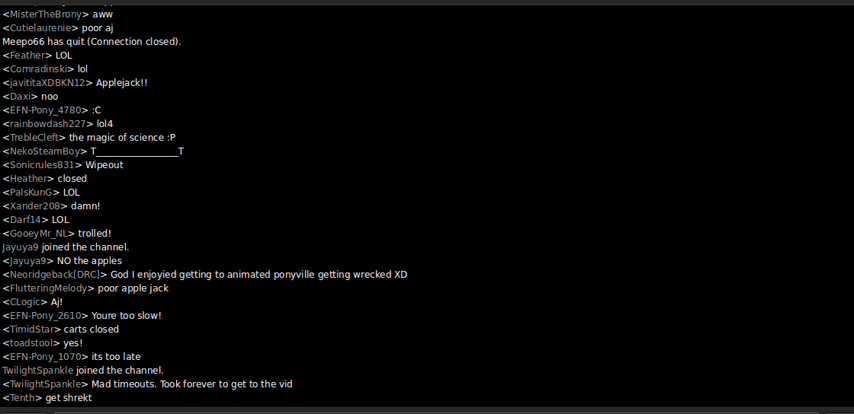 <MisterTheBrony> aww
<Cutielaurenie> poor aj
Meepo66 has quit (Connection closed).
<Feather> LOL
<Comradinski> lol
<javititaXDBKN12> Applejack!!
<Daxi> noo
<EFN-Pony_4780> :C
<rainbowdash227> lol4
<TrebleCleft> the magic of science :P
<NekoSteamBoy> T__________________T
<Sonicrules831> Wipeout
<Heather> closed
<PaIsKunG> LOL
<Xander208> damn!
<Darf14> LOL
<GooeyMr_NL> trolled!
Jayuya9 joined the channel.
<Jayuya9> NO the apples
<Neoridgeback[DRC]> God I enjoyied getting to animated ponyville getting wrecked XD
<FlutteringMelody> poor apple jack
<CLogic> Aj!
<EFN-Pony_2610> Youre too slow!
<TimidStar> carts closed
<toadstool> yes!
<EFN-Pony_1070> its too late
TwilightSpankle joined the channel.
<TwilightSpankle> Mad timeouts. Took forever to get to the vid
<Tenth> get shrekt